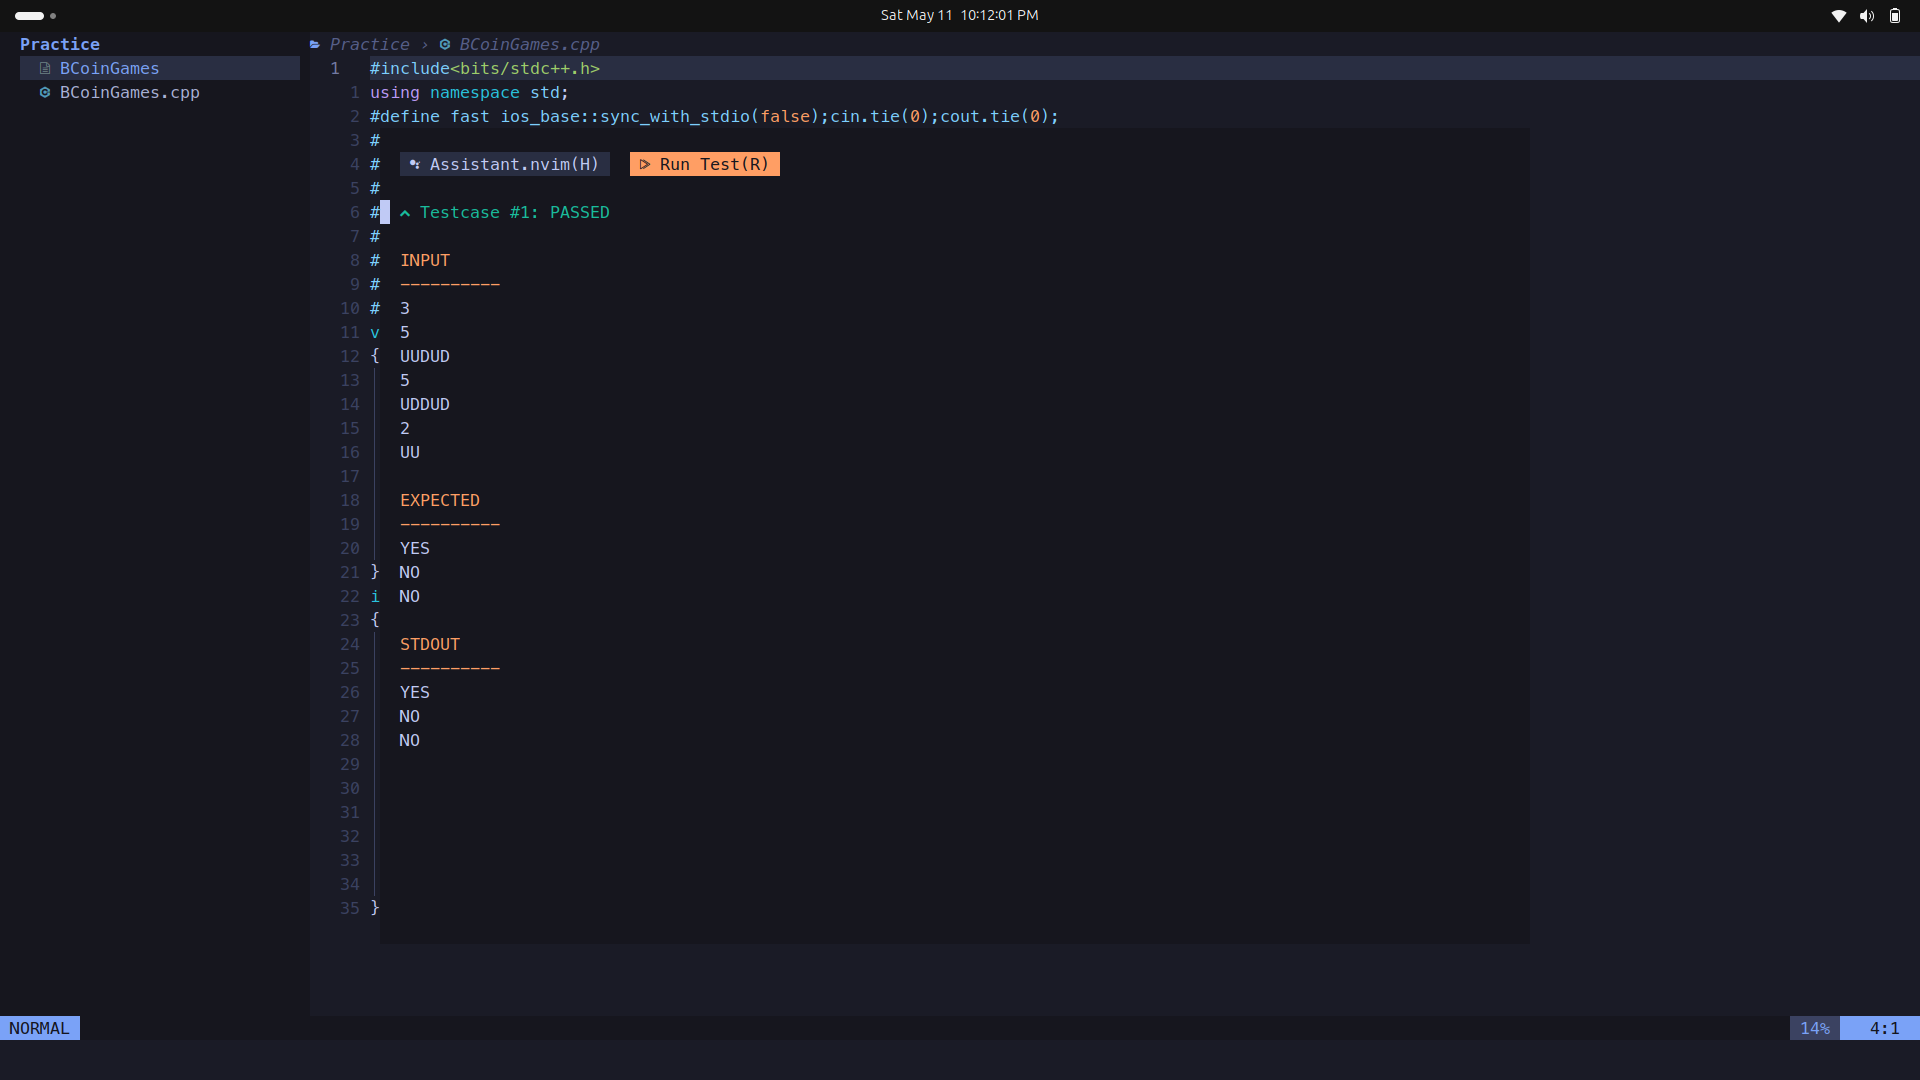 Sat May 11 10:12:01 PM
Practice
BCoinGames
BCoinGames.cpp
Practice › BCoinGames.cpp
1 #include<bits/stdc++.h>
1 using namespace std;
2 #define fast ios_base::sync_with_stdio(false);cin.tie(0);cout.tie(0);
3 #
4 # Assistant.nvim(H) Run Test(R)
5 #
6 # Testcase #1: PASSED
7 #
8 # INPUT
9 # ----------
10 # 3
11 v 5
12 { UUDUD
13 5
14 UDDUD
15 2
16 UU
17
18 EXPECTED
19 ----------
20 YES
21 } NO
22 i NO
23 {
24 STDOUT
25 ----------
26 YES
27 NO
28 NO
29
30
31
32
33
34
35 }
NORMAL 14% 4:1